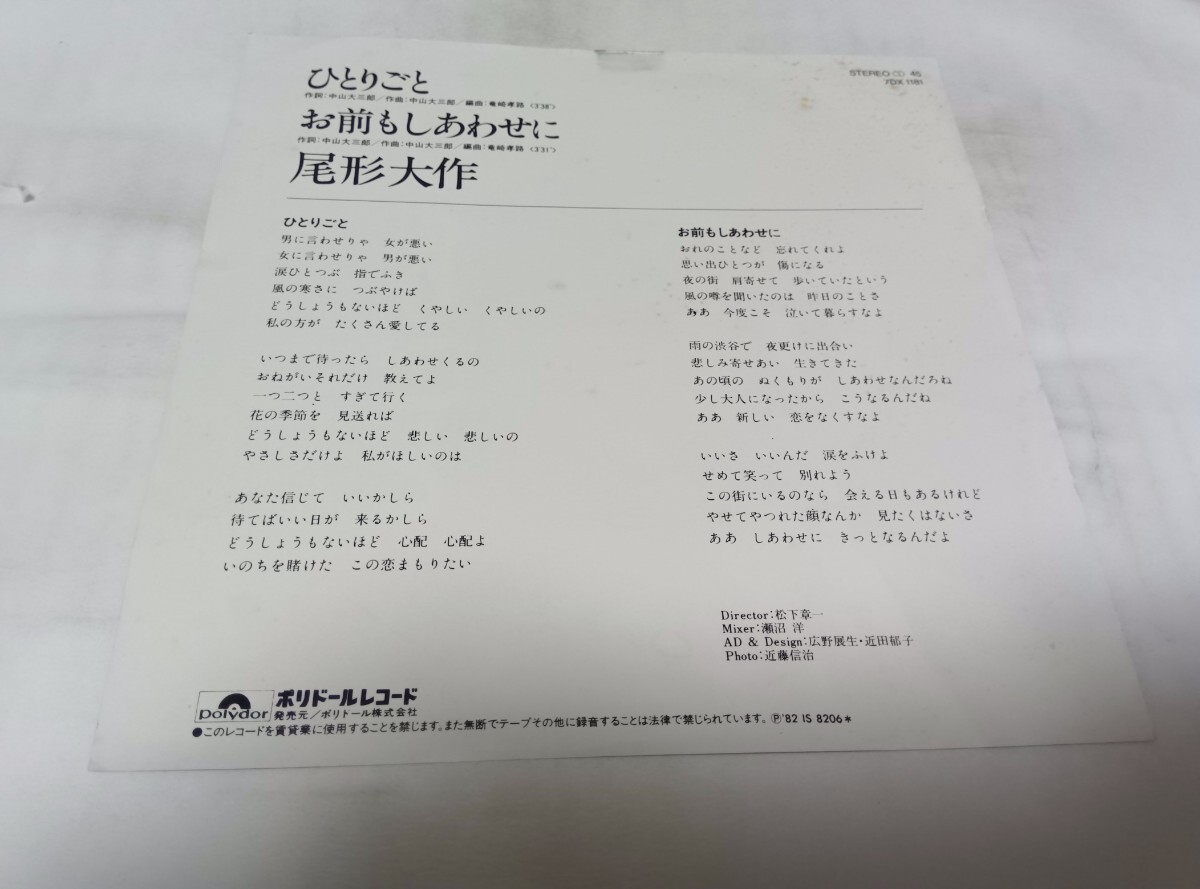 ひとりごと
作詞:中山大三郎/作曲:中山大三郎/編曲:竜崎孝路 (3'38")
お前もしあわせに
作詞:中山大三郎/作曲:中山大三郎/編曲:竜崎孝路 (3'31")
尾形大作
STEREO 45
7DX 1181
ひとりごと
男に言わせりゃ 女が悪い
女に言わせりゃ 男が悪い
涙ひとつぶ 指でふき
風の寒さに つぶやけば
どうしょうもないほど くやしい くやしいの
私の方が たくさん愛してる
いつまで待ったら しあわせくるの
おねがいそれだけ 教えてよ
一つ二つと すぎて行く
花の季節を 見送れば
どうしょうもないほど 悲しい 悲しいの
やさしさだけよ 私がほしいのは
あなた信じて いいかしら
待てばいい日が 来るかしら
どうしょうもないほど 心配 心配よ
いのちを賭けた この恋まもりたい
お前もしあわせに
おれのことなど 忘れてくれよ
思い出ひとつが 傷になる
夜の街 肩寄せて 歩いていたという
風の噂を聞いたのは 昨日のことさ
ああ 今度こそ 泣いて暮らすなよ
雨の渋谷で 夜更けに出会い
悲しみ寄せあい 生きてきた
あの頃の ぬくもりが しあわせなんだろね
少し大人になったから こうなるんだね
ああ 新しい 恋をなくすなよ
いいさ いいんだ 涙をふけよ
せめて笑って 別れよう
この街にいるのなら 会える日もあるけれど
やせてやつれた顔なんか 見たくはないさ
ああ しあわせに きっとなるんだよ
Director:松下章一
Mixer:瀬沼 洋
AD & Design:広野展生・近田郁子
Photo:近藤信治
polydor
ポリドールレコード
発売元/ポリドール株式会社
●このレコードを賃貸業に使用することを禁じます。また無断でテープその他に録音することは法律で禁じられています。 Ⓟ'82 IS 8206*